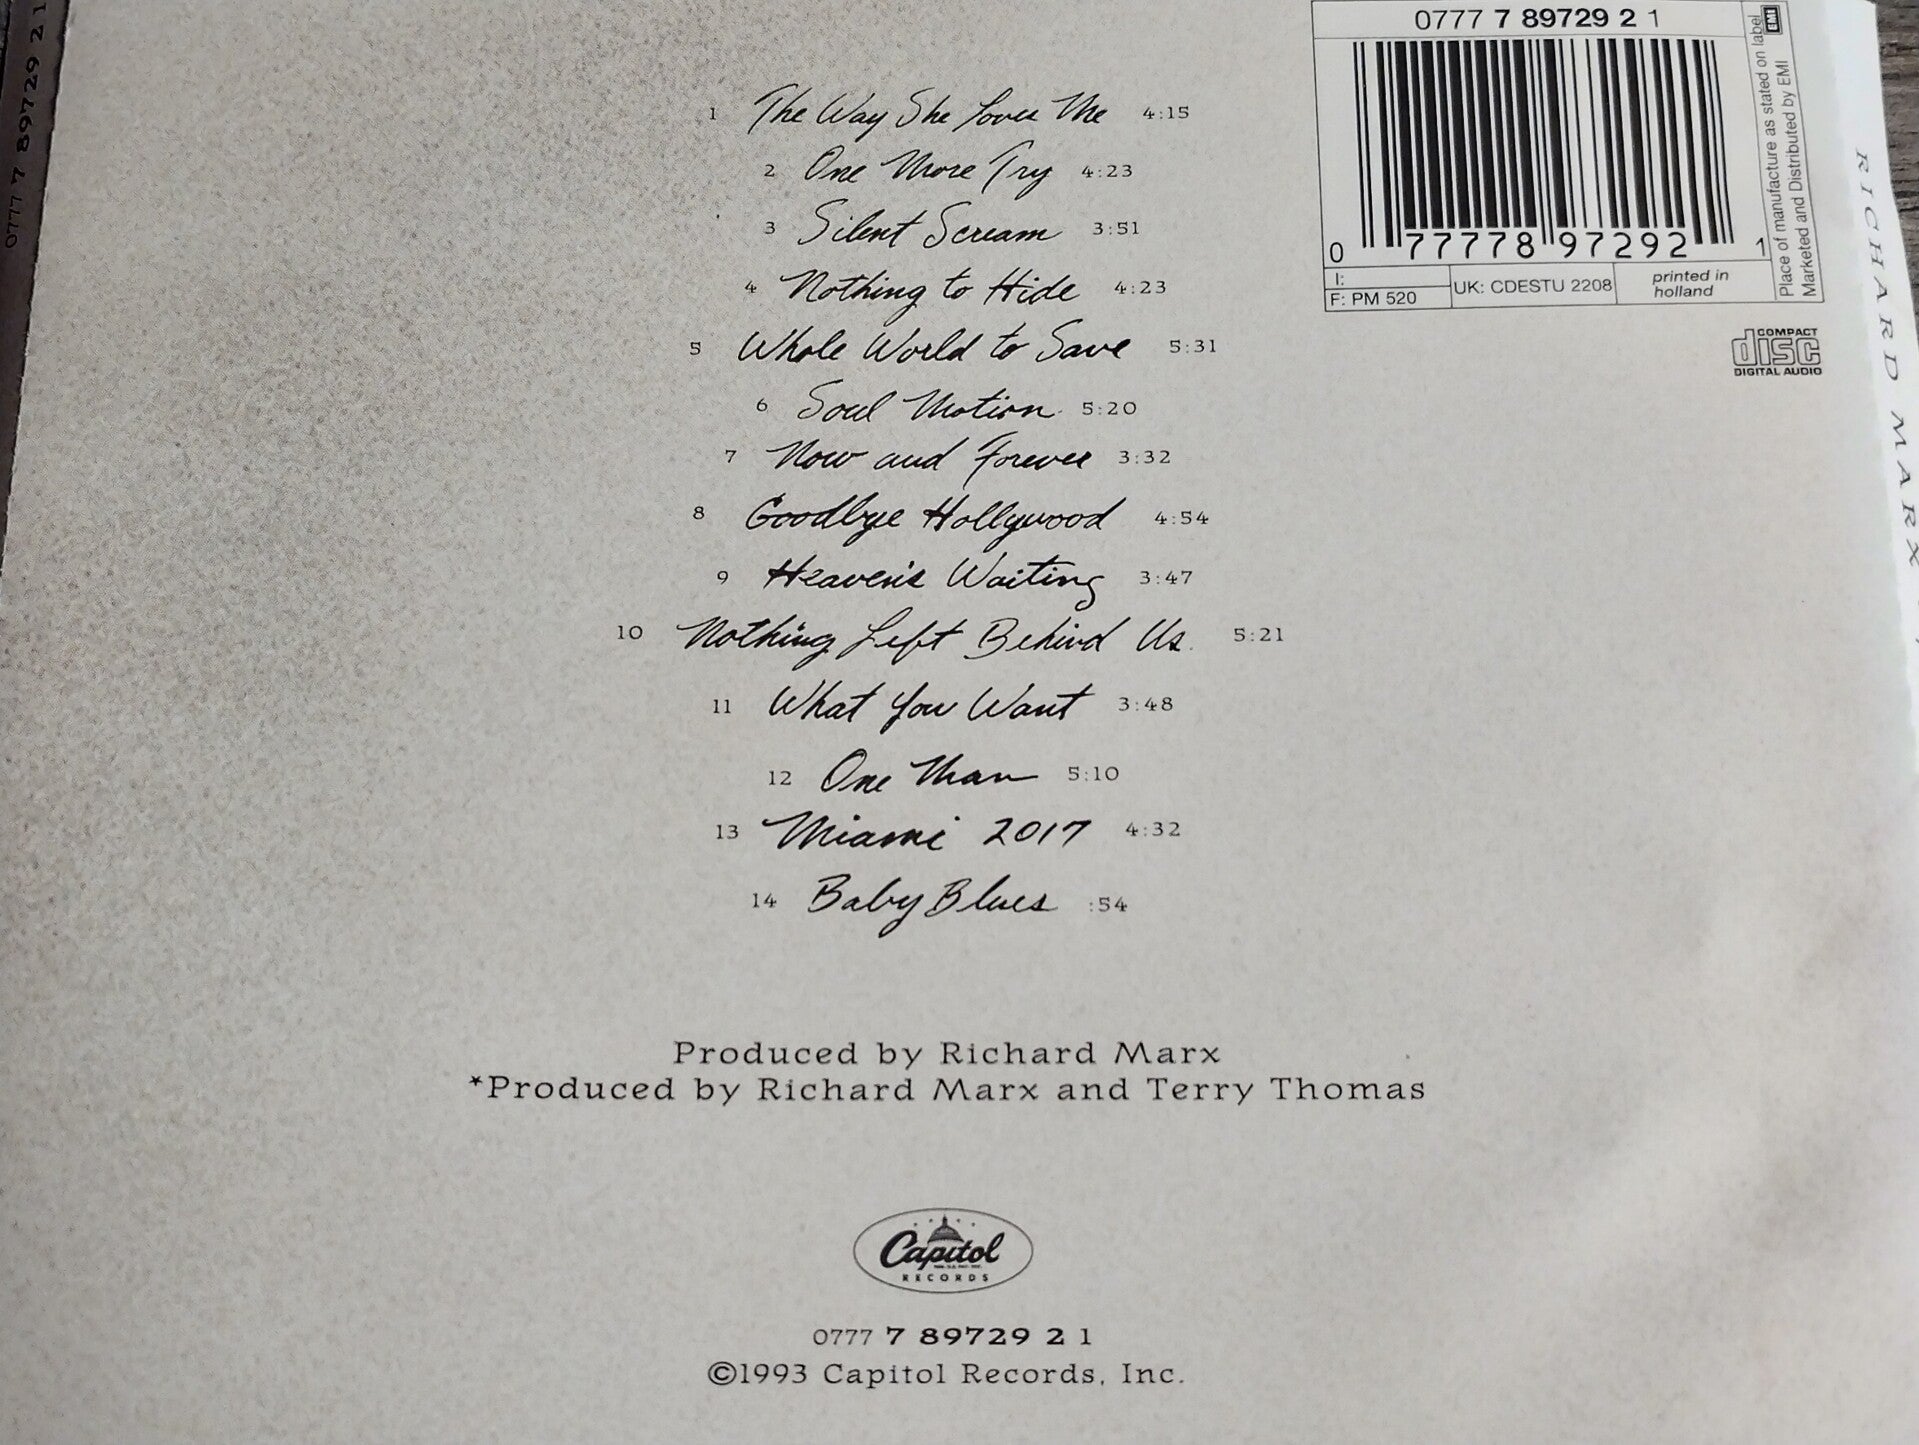 0777 7 89729 2 1
0777 7 89729 2 1
EMI
Place of manufacture as stated on label
Marketed and Distributed by EMI
0 77778 97292 1
I:
F: PM 520
UK: CDESTU 2208
printed in
holland
COMPACT
disc
DIGITAL AUDIO
RICHARD MARX
1 The Way She Loves Me 4:15
2 One More Try 4:23
3 Silent Scream 3:51
4 Nothing to Hide 4:23
5 Whole World to Save 5:31
6 Soul Motion 5:20
7 Now and Forever 3:32
8 Goodbye Hollywood 4:54
9 Heaven's Waiting 3:47
10 Nothing Left Behind Us 5:21
11 What You Want 3:48
12 One Man 5:10
13 Miami 2017 4:32
14 Baby Blues :54
Produced by Richard Marx
*Produced by Richard Marx and Terry Thomas
Capitol
RECORDS
0777 7 89729 2 1
©1993 Capitol Records, Inc.